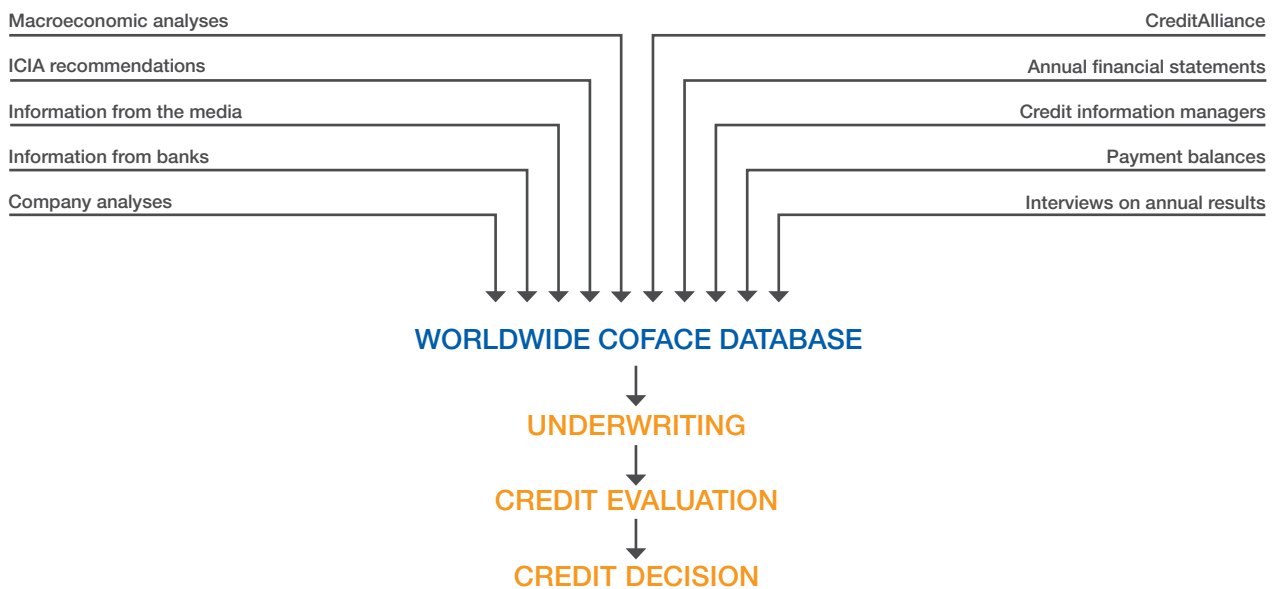 Macroeconomic analyses
ICIA recommendations
Information from the media
Information from banks
Company analyses
CreditAlliance
Annual financial statements
Credit information managers
Payment balances
Interviews on annual results
WORLDWIDE COFACE DATABASE
UNDERWRITING
CREDIT EVALUATION
CREDIT DECISION